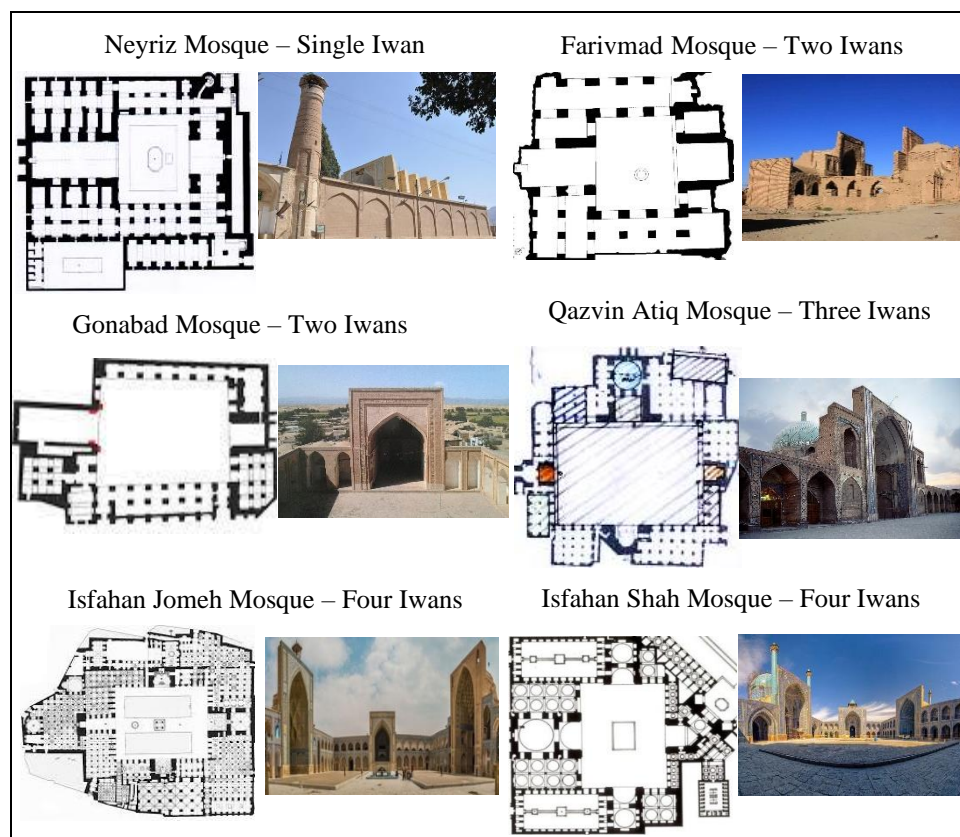 Neyriz Mosque – Single Iwan
Farivmad Mosque – Two Iwans
Gonabad Mosque – Two Iwans
Qazvin Atiq Mosque – Three Iwans
Isfahan Jomeh Mosque – Four Iwans
Isfahan Shah Mosque – Four Iwans